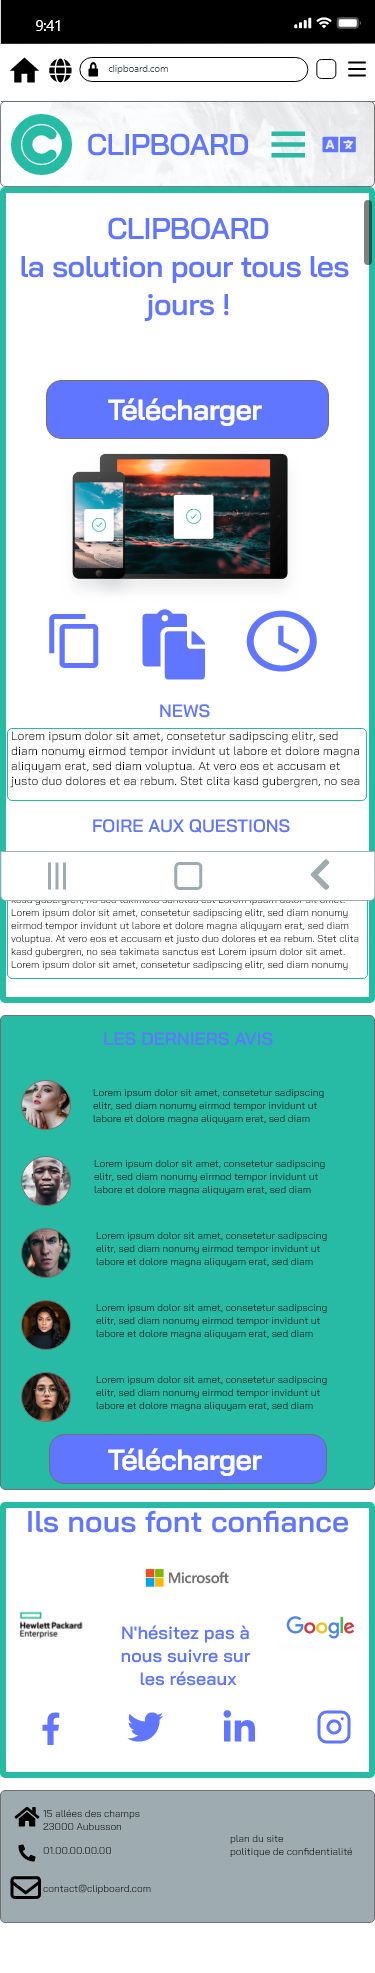 9:41
clipboard.com
CLIPBOARD
CLIPBOARD
la solution pour tous les
jours !
Télécharger
NEWS
Lorem ipsum dolor sit amet, consetetur sadipscing elitr, sed
diam nonumy eirmod tempor invidunt ut labore et dolore magna
aliquyam erat, sed diam voluptua. At vero eos et accusam et
justo duo dolores et ea rebum. Stet clita kasd gubergren, no sea
FOIRE AUX QUESTIONS
kasd gubergren, no sea takimata sanctus est Lorem ipsum dolor sit amet.
Lorem ipsum dolor sit amet, consetetur sadipscing elitr, sed diam nonumy
eirmod tempor invidunt ut labore et dolore magna aliquyam erat, sed diam
voluptua. At vero eos et accusam et justo duo dolores et ea rebum. Stet clita
kasd gubergren, no sea takimata sanctus est Lorem ipsum dolor sit amet.
Lorem ipsum dolor sit amet, consetetur sadipscing elitr, sed diam nonumy
LES DERNIERS AVIS
Lorem ipsum dolor sit amet, consetetur sadipscing
elitr, sed diam nonumy eirmod tempor invidunt ut
labore et dolore magna aliquyam erat, sed diam
Lorem ipsum dolor sit amet, consetetur sadipscing
elitr, sed diam nonumy eirmod tempor invidunt ut
labore et dolore magna aliquyam erat, sed diam
Lorem ipsum dolor sit amet, consetetur sadipscing
elitr, sed diam nonumy eirmod tempor invidunt ut
labore et dolore magna aliquyam erat, sed diam
Lorem ipsum dolor sit amet, consetetur sadipscing
elitr, sed diam nonumy eirmod tempor invidunt ut
labore et dolore magna aliquyam erat, sed diam
Lorem ipsum dolor sit amet, consetetur sadipscing
elitr, sed diam nonumy eirmod tempor invidunt ut
labore et dolore magna aliquyam erat, sed diam
Télécharger
Ils nous font confiance
Microsoft
Hewlett Packard
Enterprise
Google
N'hésitez pas à
nous suivre sur
les réseaux
15 allées des champs
23000 Aubusson
01.00.00.00.00
contact@clipboard.com
plan du site
politique de confidentialité